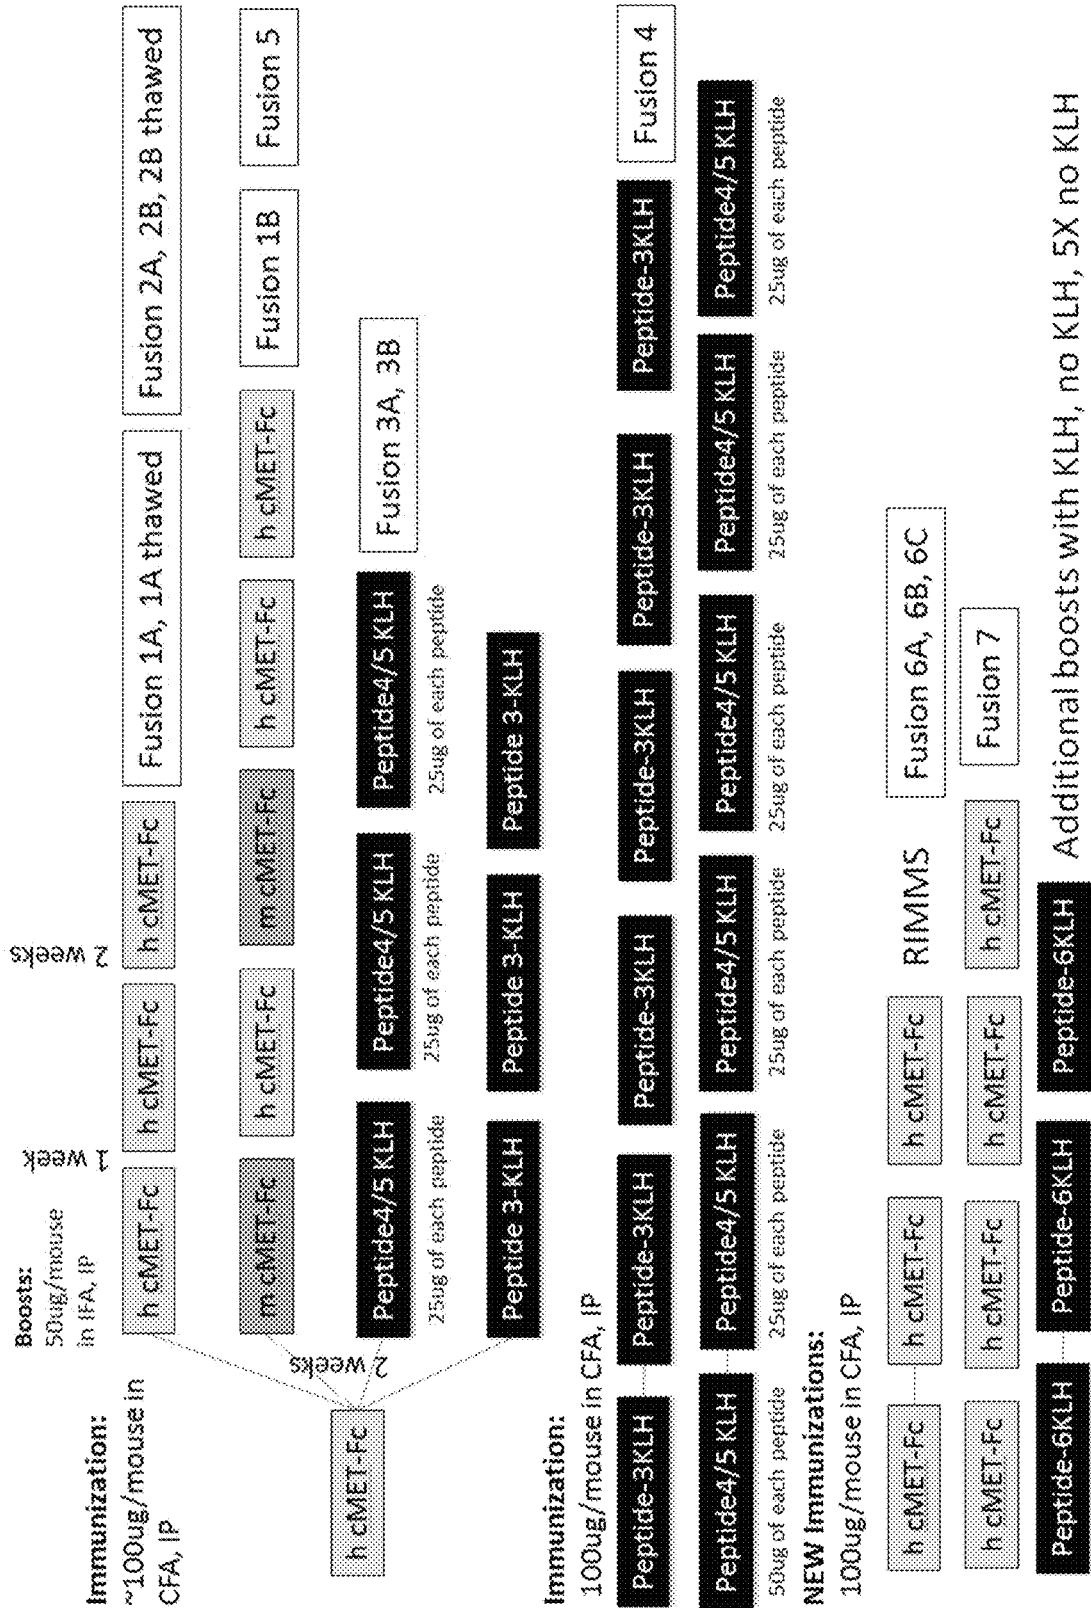 Immunization:
~100ug/mouse in
CFA, IP
Boosts:
50ug/mouse
in IFA, IP
1 week
2 weeks
2 weeks
h cMET-Fc
h cMET-Fc
h cMET-Fc
h cMET-Fc
Fusion 1A, 1A thawed
Fusion 2A, 2B, 2B thawed
m cMET-Fc
h cMET-Fc
m cMET-Fc
h cMET-Fc
h cMET-Fc
Fusion 1B
Fusion 5
Peptide4/5 KLH
Peptide4/5 KLH
Peptide4/5 KLH
Fusion 3A, 3B
25ug of each peptide
25ug of each peptide
25ug of each peptide
Peptide 3-KLH
Peptide 3-KLH
Peptide 3-KLH
Immunization:
100ug/mouse in CFA, IP
Peptide-3KLH
Peptide-3KLH
Peptide-3KLH
Peptide-3KLH
Peptide-3KLH
Peptide-3KLH
Fusion 4
Peptide4/5 KLH
Peptide4/5 KLH
Peptide4/5 KLH
Peptide4/5 KLH
Peptide4/5 KLH
Peptide4/5 KLH
50ug of each peptide
25ug of each peptide
25ug of each peptide
25ug of each peptide
25ug of each peptide
25ug of each peptide
NEW Immunizations:
100ug/mouse in CFA, IP
h cMET-Fc
h cMET-Fc
h cMET-Fc
RIMMS
Fusion 6A, 6B, 6C
h cMET-Fc
h cMET-Fc
h cMET-Fc
h cMET-Fc
Fusion 7
Peptide-6KLH
Peptide-6KLH
Peptide-6KLH
Additional boosts with KLH, no KLH, 5X no KLH